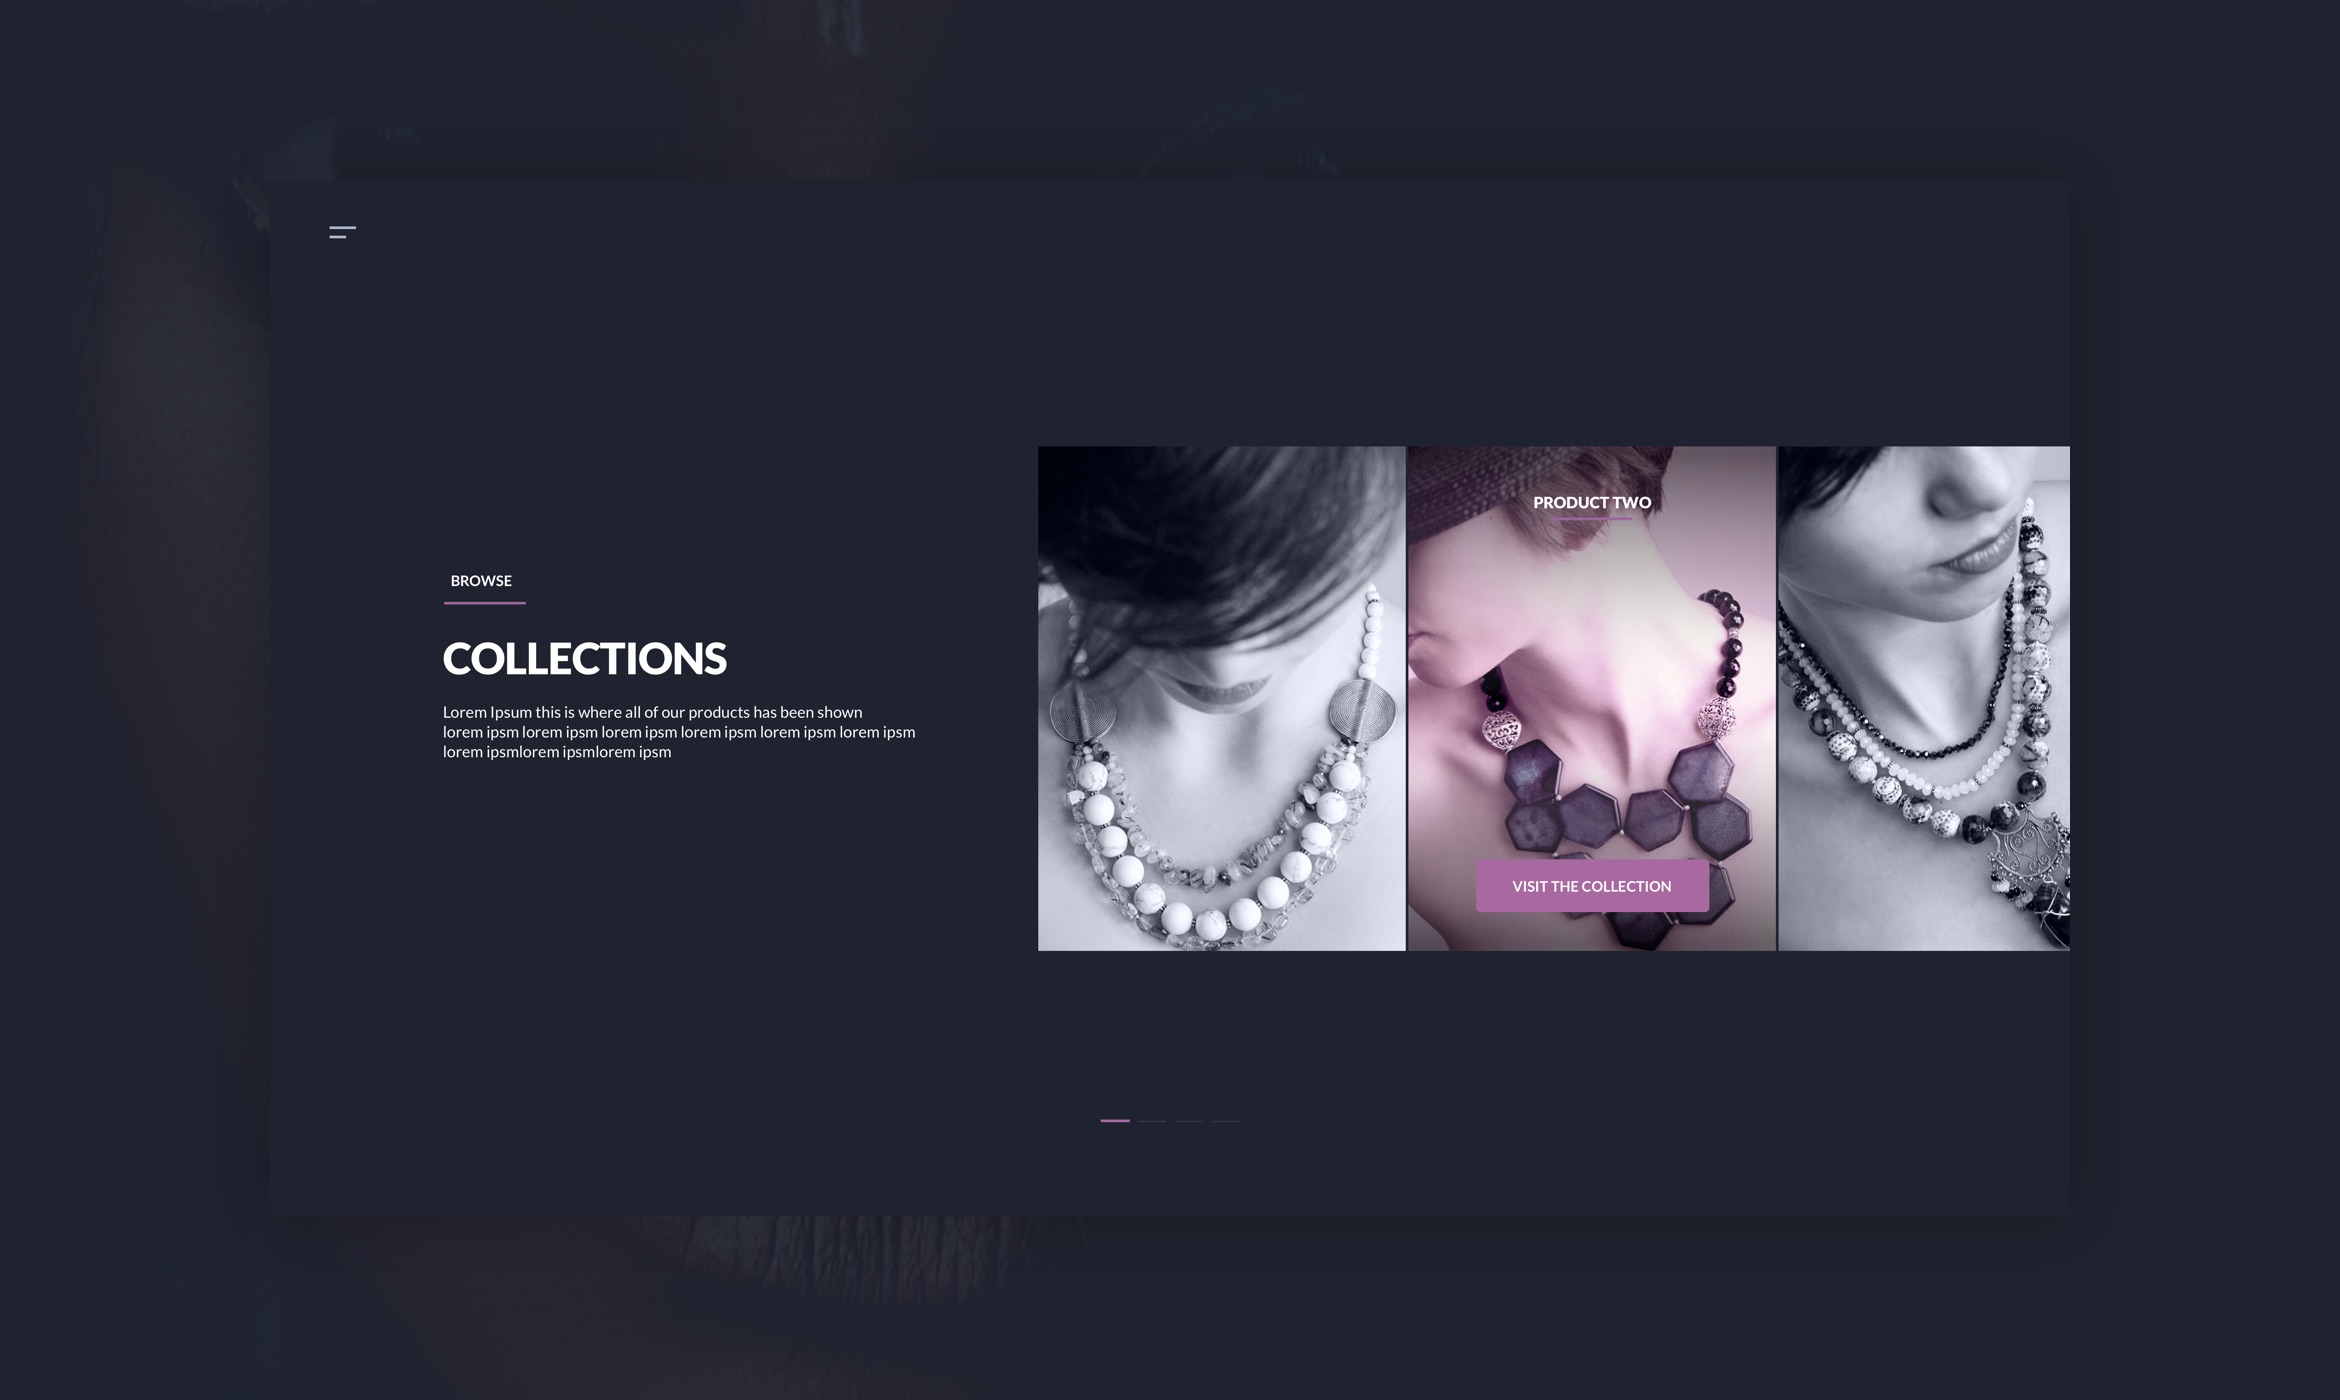 BROWSE
COLLECTIONS
Lorem Ipsum this is where all of our products has been shown
lorem ipsm lorem ipsm lorem ipsm lorem ipsm lorem ipsm lorem ipsm
lorem ipsmlorem ipsmlorem ipsm
PRODUCT TWO
VISIT THE COLLECTION